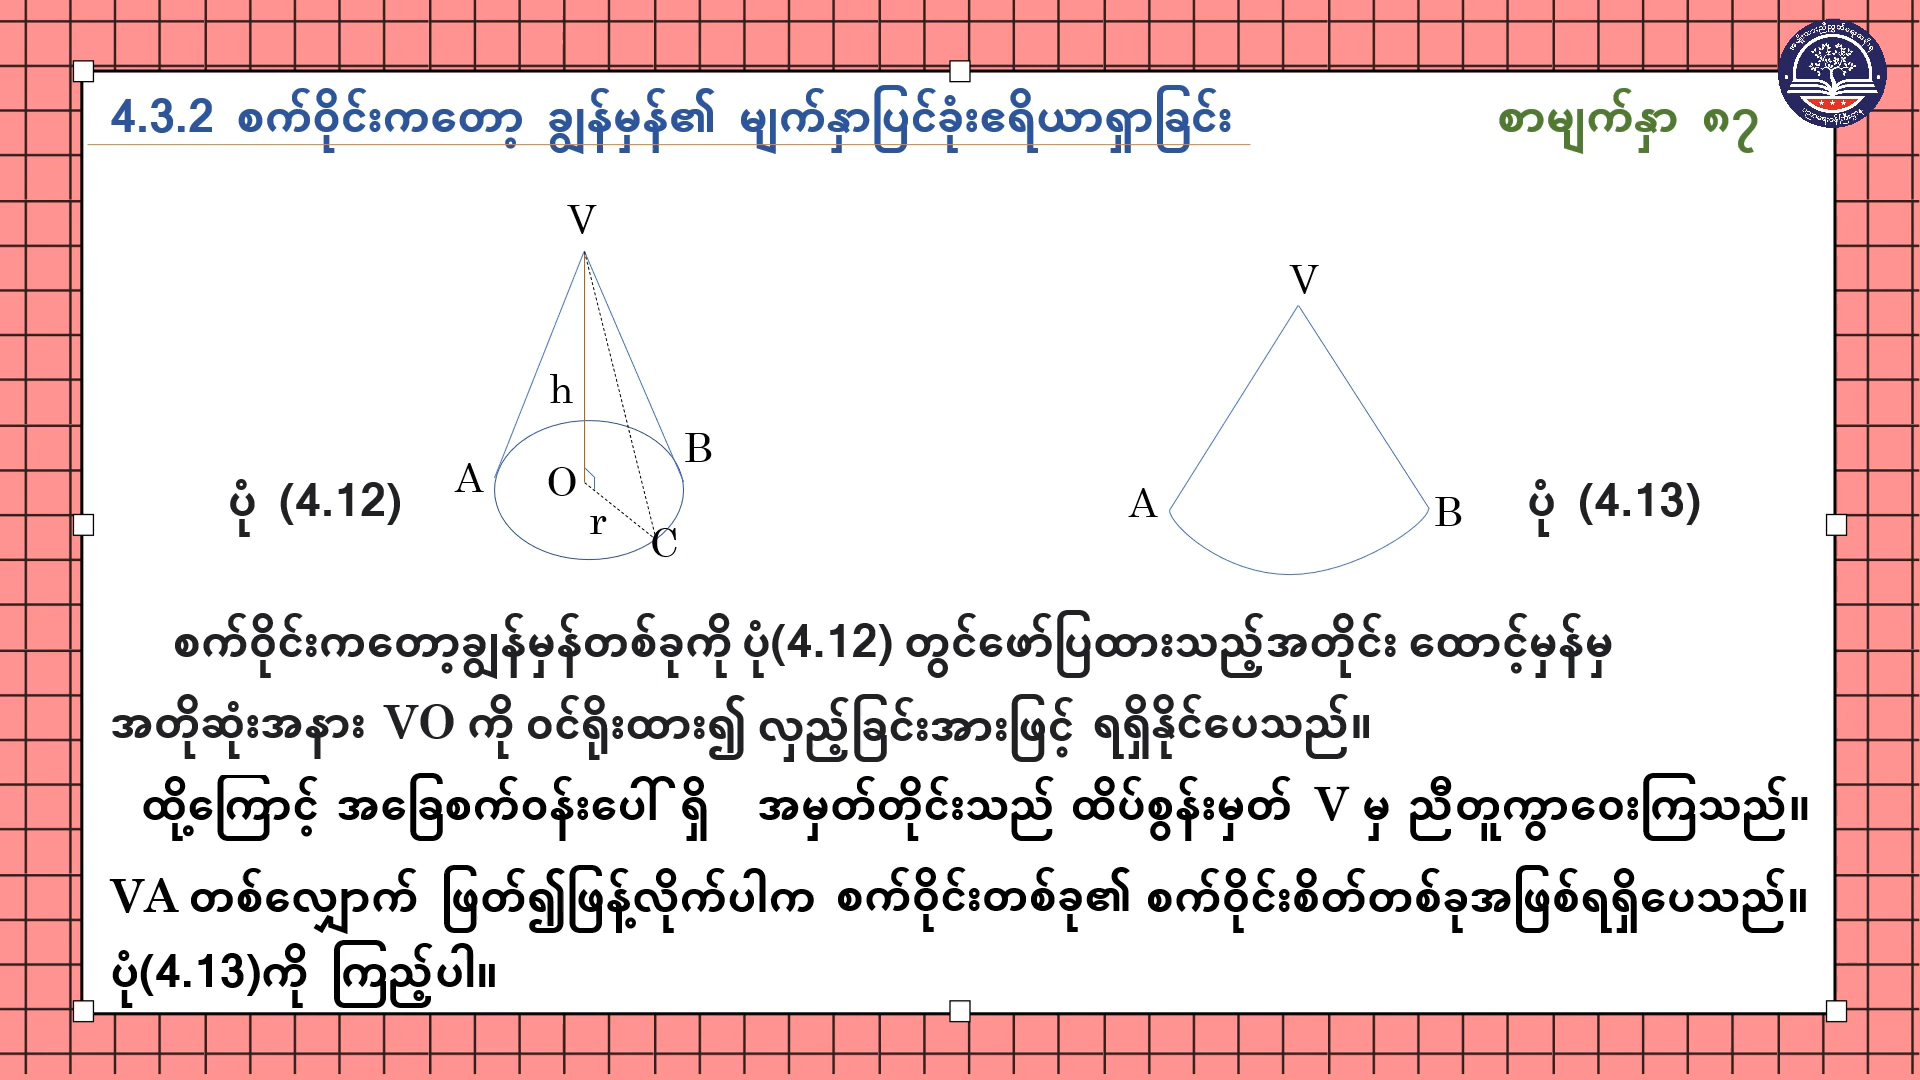 4.3.2 စက်ဝိုင်းကတော့ ချွန်မှန်၏ မျက်နှာပြင်ခုံးဧရိယာရှာခြင်း
စာမျက်နှာ ၈၇
V
V
h
A
O
B
r
C
A
B
ပုံ (4.12)
ပုံ (4.13)
စက်ဝိုင်းကတော့ချွန်မှန်တစ်ခုကို ပုံ(4.12) တွင်ဖော်ပြထားသည့်အတိုင်း ထောင့်မှန်မှ
အတိုဆုံးအနား VO ကို ဝင်ရိုးထား၍ လှည့်ခြင်းအားဖြင့် ရရှိနိုင်ပေသည်။
ထို့ကြောင့် အခြေစက်ဝန်းပေါ် ရှိ အမှတ်တိုင်းသည် ထိပ်စွန်းမှတ် V မှ ညီတူကွာဝေးကြသည်။
VA တစ်လျှောက် ဖြတ်၍ဖြန့်လိုက်ပါက စက်ဝိုင်းတစ်ခု၏ စက်ဝိုင်းစိတ်တစ်ခုအဖြစ်ရရှိပေသည်။
ပုံ(4.13)ကို ကြည့်ပါ။